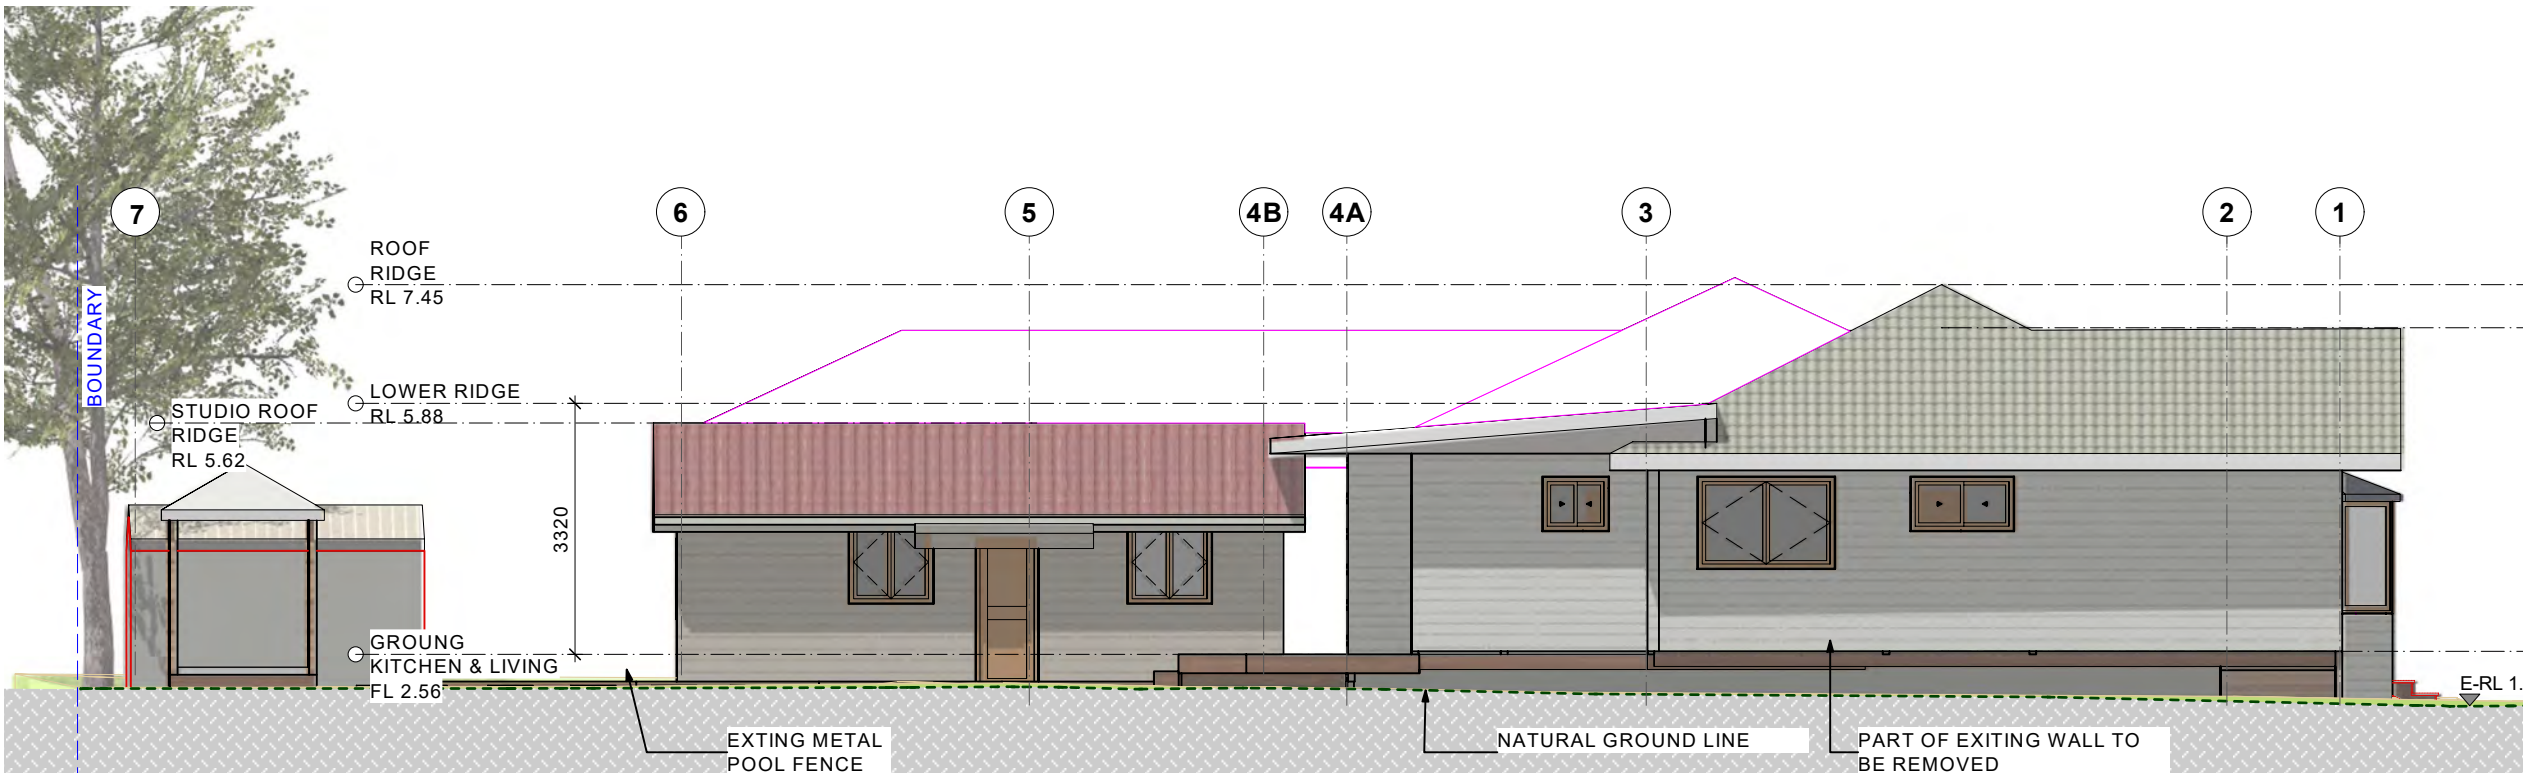 7
6
5
4B
4A
3
2
1
ROOF
RIDGE
RL 7.45
BOUNDARY
LOWER RIDGE
RL 5.88
STUDIO ROOF
RIDGE
RL 5.62
3320
GROUNG
KITCHEN & LIVING
FL 2.56
E-RL 1.
EXTING METAL
POOL FENCE
NATURAL GROUND LINE
PART OF EXITING WALL TO
BE REMOVED